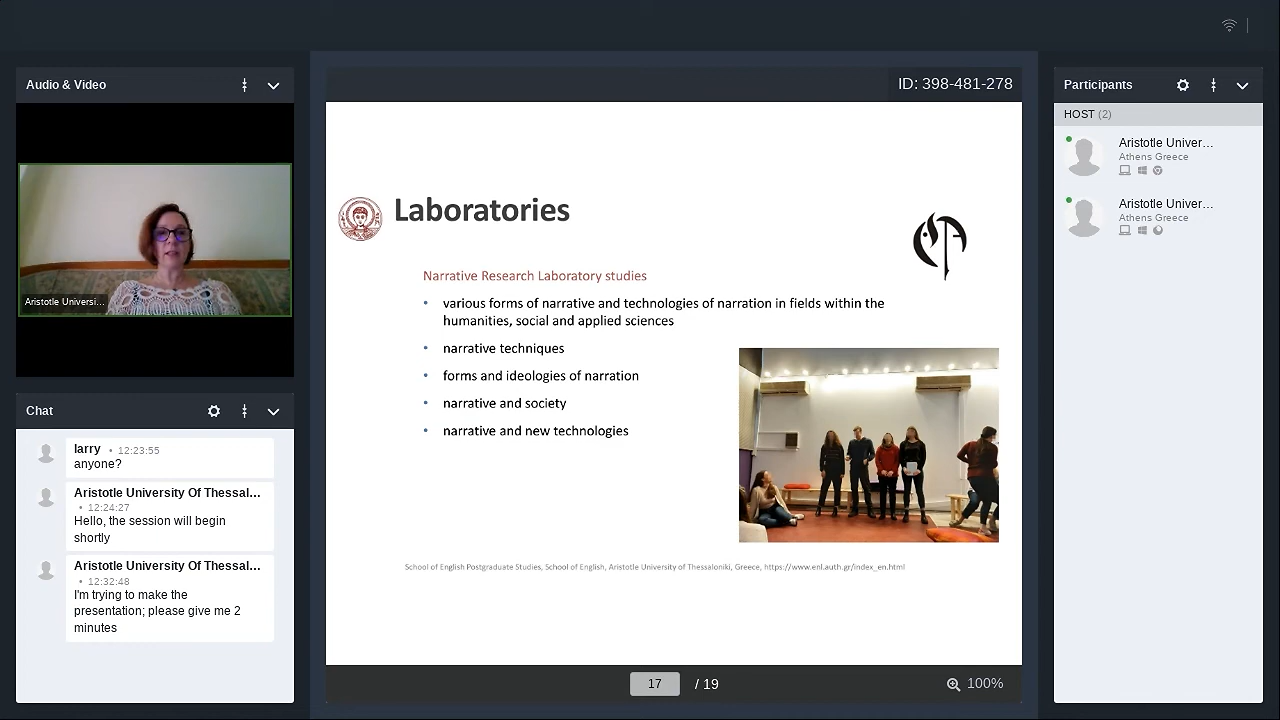 Audio & Video
Aristotle Universi...
Chat
larry • 12:23:55
anyone?
Aristotle University Of Thessal...
• 12:24:27
Hello, the session will begin
shortly
Aristotle University Of Thessal...
• 12:32:48
I'm trying to make the
presentation; please give me 2
minutes
ID: 398-481-278
Laboratories
Narrative Research Laboratory studies
• various forms of narrative and technologies of narration in fields within the
humanities, social and applied sciences
• narrative techniques
• forms and ideologies of narration
• narrative and society
• narrative and new technologies
School of English Postgraduate Studies, School of English, Aristotle University of Thessaloniki, Greece, https://www.enl.auth.gr/index_en.html
17 / 19
100%
Participants
HOST (2)
Aristotle Univer...
Athens Greece
Aristotle Univer...
Athens Greece